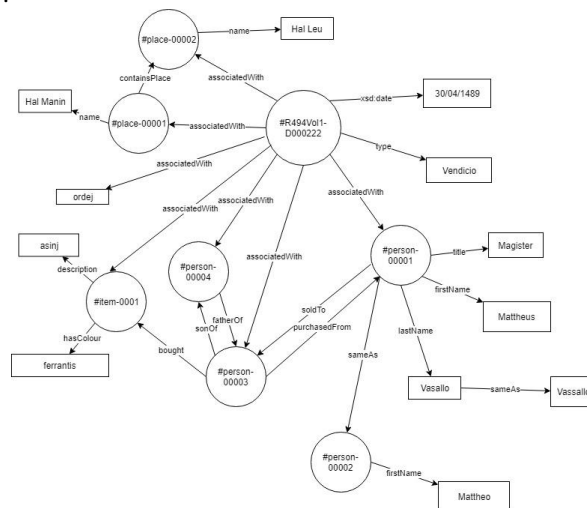 #place-00002
name
Hal Leu
containsPlace
associatedWith
xsd:date
30/04/1489
Hal Manin
name
#place-00001
associatedWith
#R494Vol1-
D000222
type
Vendicio
associatedWith
ordej
associatedWith
associatedWith
associatedWith
associatedWith
asinj
description
#person-
00004
#person-
00001
title
Magister
#item-0001
soldTo
firstName
Mattheus
hasColour
sonOf
fatherOf
purchasedFrom
lastName
ferrantis
bought
#person-
00003
sameAs
Vasallo
sameAs
Vassallo
#person-
00002
firstName
Mattheo